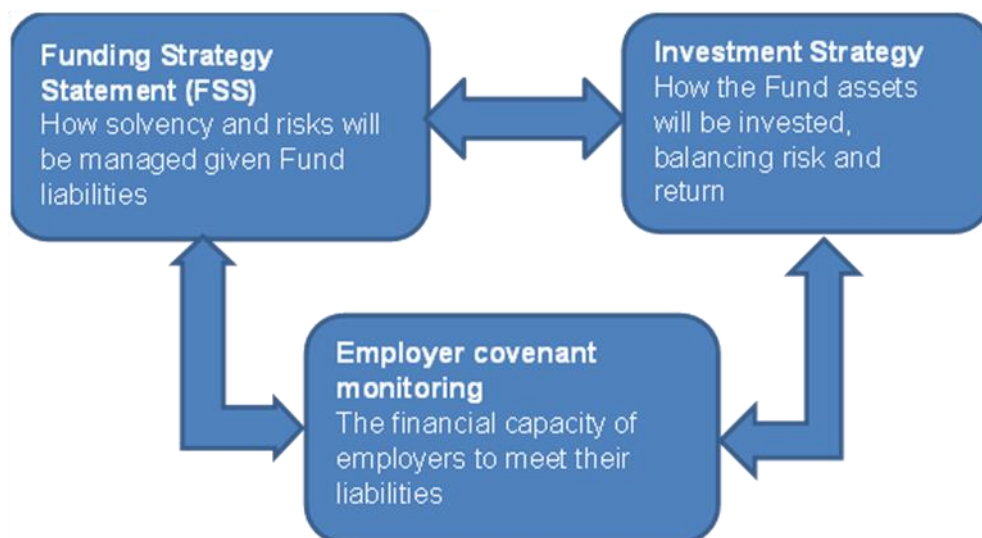 Funding Strategy
Statement (FSS)
How solvency and risks will
be managed given Fund
liabilities
Investment Strategy
How the Fund assets
will be invested,
balancing risk and
return
Employer covenant
monitoring
The financial capacity of
employers to meet their
liabilities